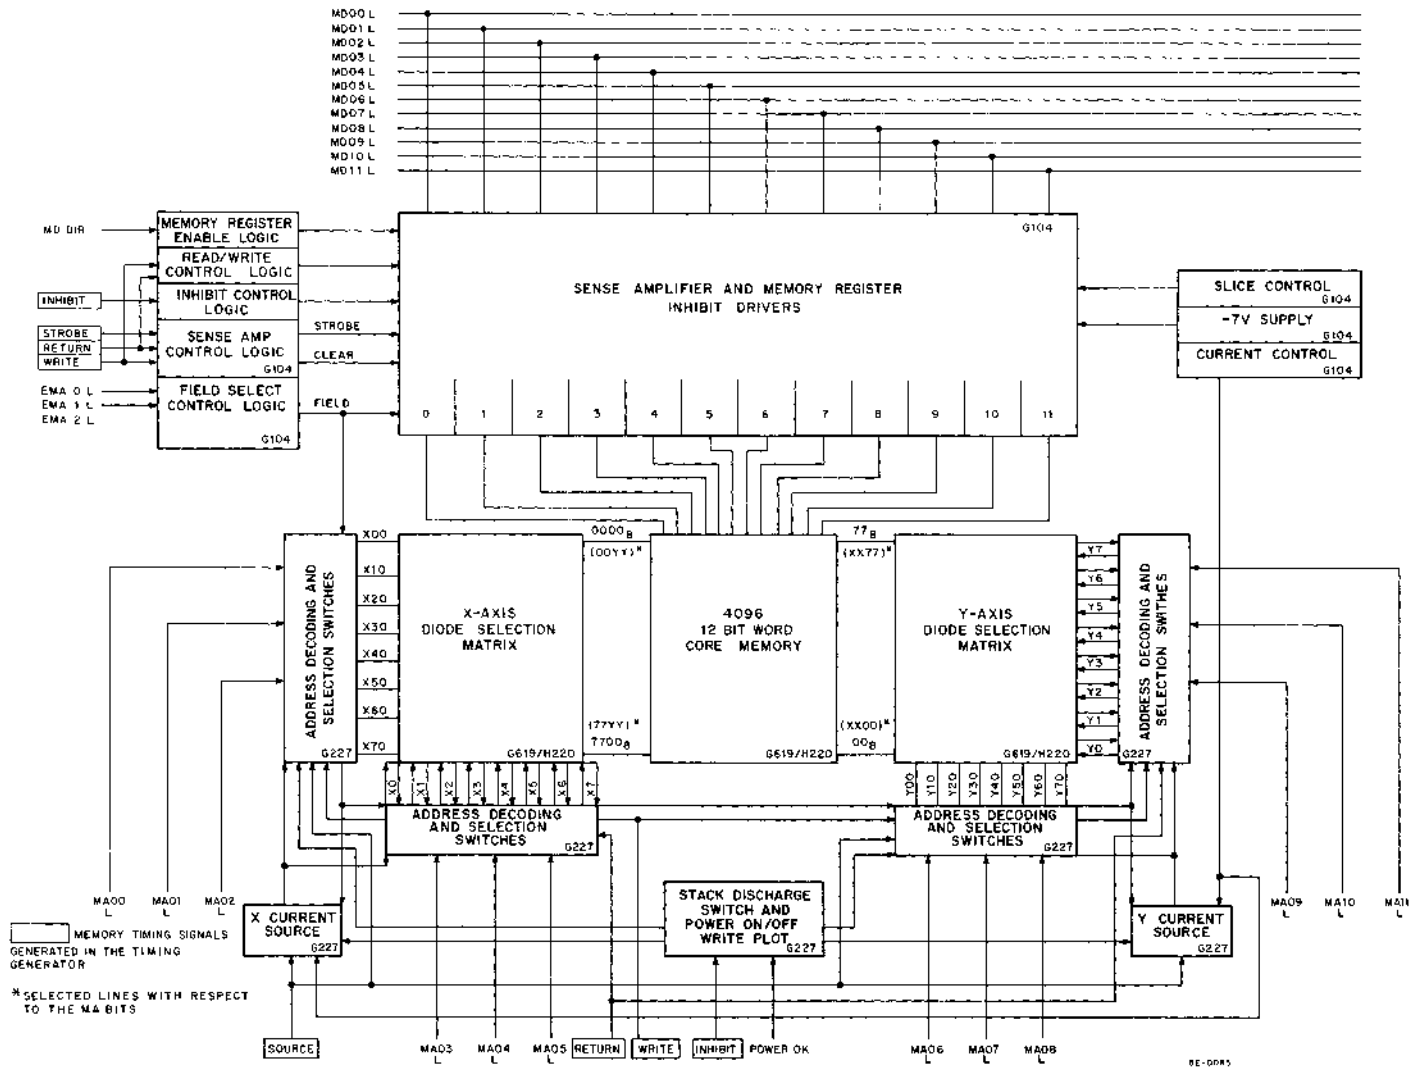 MD00 L
MD01 L
MD02 L
MD03 L
MD04 L
MD05 L
MD06 L
MD07 L
MD08 L
MD09 L
MD10 L
MD11 L
MD DIR
MEMORY REGISTER
ENABLE LOGIC
READ/WRITE
CONTROL LOGIC
INHIBIT
INHIBIT CONTROL
LOGIC
STROBE
RETURN
WRITE
SENSE AMP
CONTROL LOGIC
G104
EMA 0 L
EMA 1 L
EMA 2 L
FIELD SELECT
CONTROL LOGIC
G104
STROBE
CLEAR
FIELD
G104
SENSE AMPLIFIER AND MEMORY REGISTER
INHIBIT DRIVERS
0 1 2 3 4 5 6 7 8 9 10 11
SLICE CONTROL
G104
-7V SUPPLY
G104
CURRENT CONTROL
G104
ADDRESS DECODING AND
SELECTION SWITCHES
G227
X00
X10
X20
X30
X40
X50
X60
X70
X-AXIS
DIODE SELECTION
MATRIX
G619/H220
0000₈
(00YY)*
(77YY)*
7700₈
4096
12 BIT WORD
CORE MEMORY
G619/H220
77₈
(XX77)*
(XX00)*
00₈
Y-AXIS
DIODE SELECTION
MATRIX
G619/H220
Y7
Y6
Y5
Y4
Y3
Y2
Y1
Y0
ADDRESS DECODING AND
SELECTION SWITHES
G227
X0 X1 X2 X3 X4 X5 X6 X7
ADDRESS DECODING
AND SELECTION
SWITCHES
G227
Y00 Y10 Y20 Y30 Y40 Y50 Y60 Y70
ADDRESS DECODING
AND SELECTION
SWITCHES
G227
MA00
L
MA01
L
MA02
L
X CURRENT
SOURCE
G227
STACK DISCHARGE
SWITCH AND
POWER ON/OFF
WRITE PLOT
Y CURRENT
SOURCE
G227
MA09
L
MA10
L
MA11
L
MEMORY TIMING SIGNALS
GENERATED IN THE TIMING
GENERATOR
*SELECTED LINES WITH RESPECT
TO THE MA BITS
SOURCE
MA03
L
MA04
L
MA05
L
RETURN
WRITE
INHIBIT
POWER OK
MA06
L
MA07
L
MA08
L
8E-0085